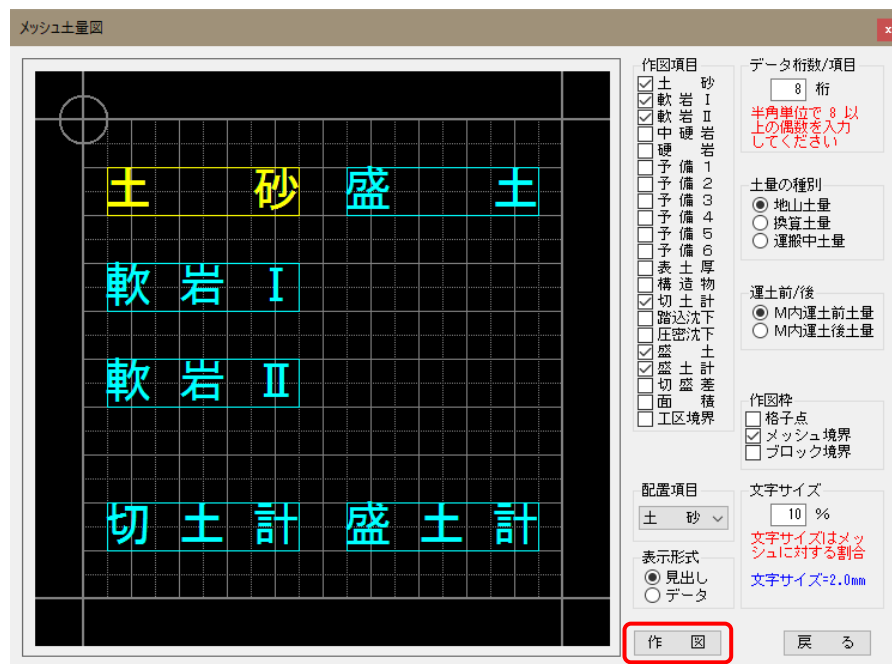 メッシュ土量図
x
土 砂 盛 土
軟 岩 Ⅰ
軟 岩 Ⅱ
切 土 計 盛 土 計
作図項目
土 砂
軟 岩 Ⅰ
軟 岩 Ⅱ
中 硬 岩
硬 岩
予 備 1
予 備 2
予 備 3
予 備 4
予 備 5
予 備 6
表 土 厚
構 造 物
切 土 計
踏込沈下
圧密沈下
盛 土
盛 土 計
切 盛 差
面 積
工区境界
配置項目
土 砂
表示形式
見出し
データ
作 図
データ桁数/項目
8 桁
半角単位で 8 以
上の偶数を入力
してください
土量の種別
地山土量
換算土量
運搬中土量
運土前/後
M内運土前土量
M内運土後土量
作図枠
格子点
メッシュ境界
ブロック境界
文字サイズ
10 %
文字サイズはメッ
シュに対する割合
文字サイズ=2.0mm
戻 る